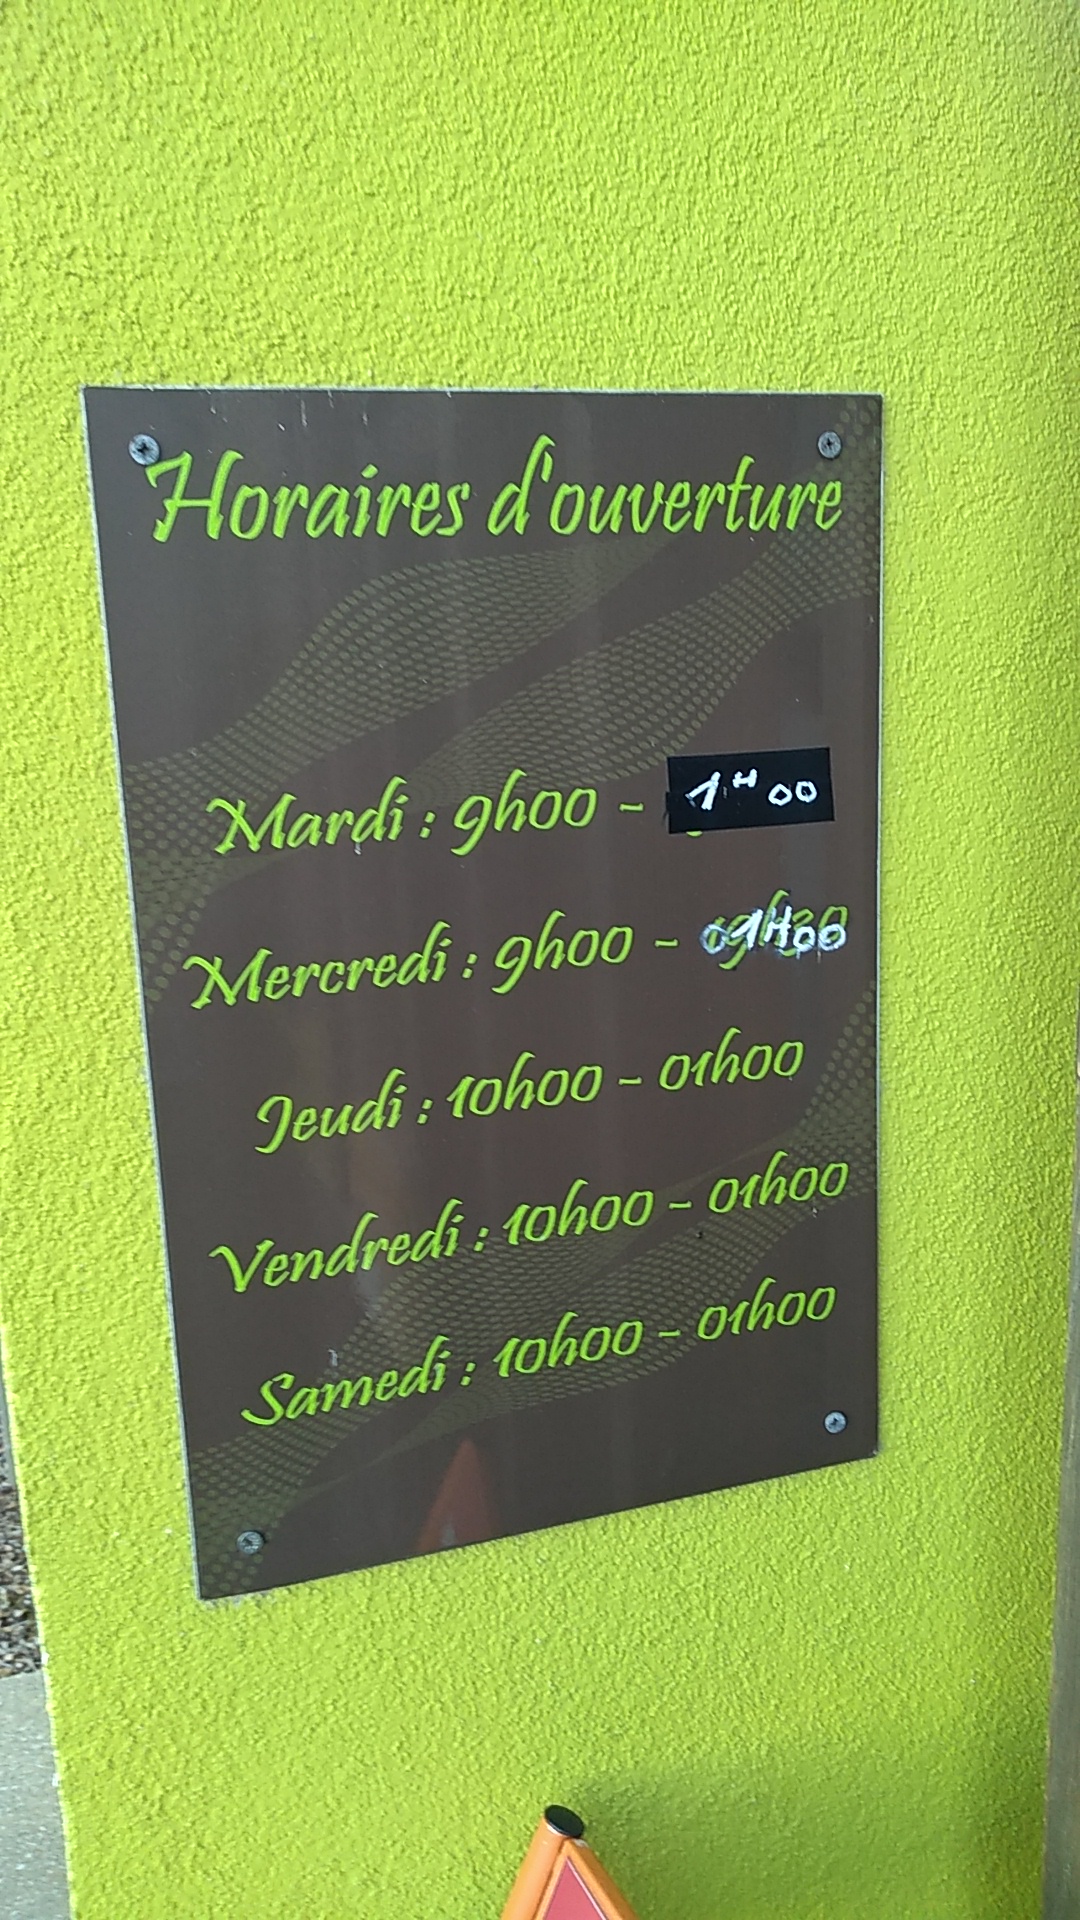 Horaires d'ouverture
Mardi : 9h00 - 1H00
Mercredi : 9h00 - 01H00
Jeudi : 10h00 - 01h00
Vendredi : 10h00 - 01h00
Samedi : 10h00 - 01h00